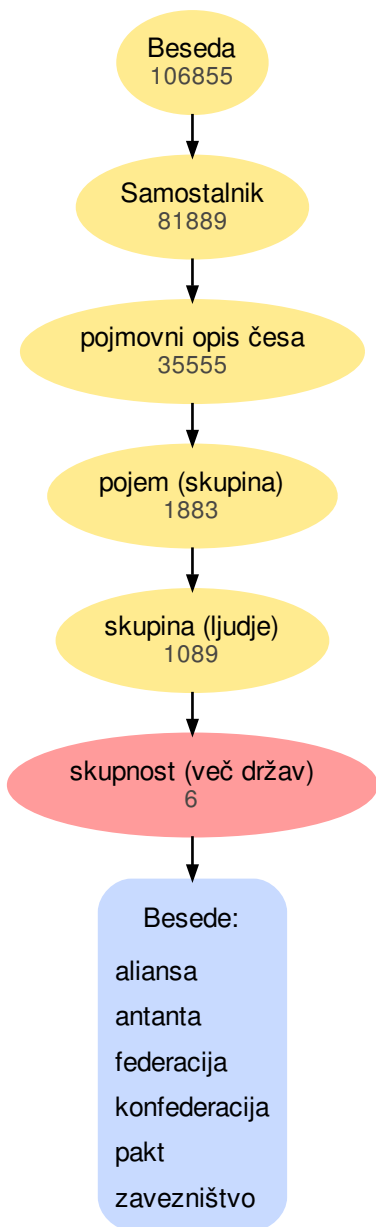 Beseda
106855
Samostalnik
81889
pojmovni opis česa
35555
pojem (skupina)
1883
skupina (ljudje)
1089
skupnost (več držav)
6
Besede:
aliansa
antanta
federacija
konfederacija
pakt
zavezništvo